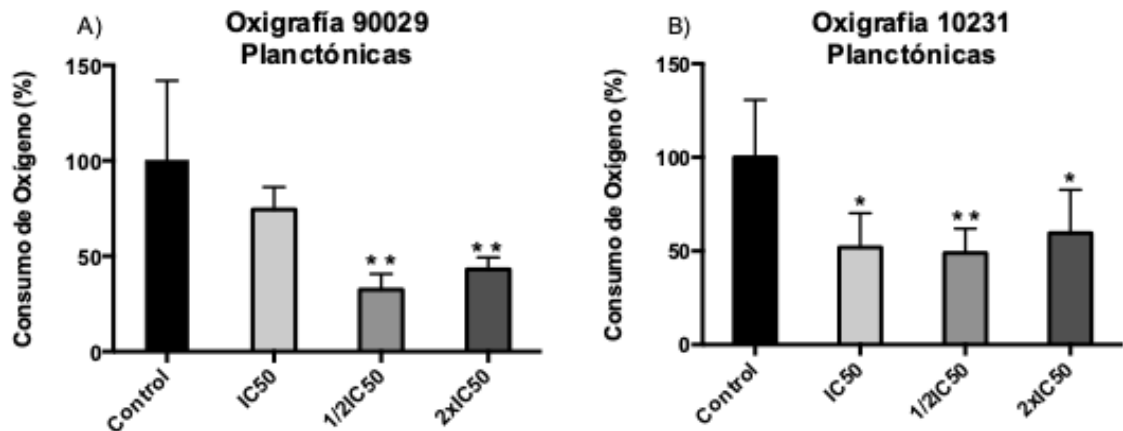 A)
Oxigrafía 90029
Planctónicas
Consumo de Oxígeno (%)
150
100
50
0
* *
* *
Control
IC50
1/2IC50
2xIC50
B)
Oxigrafia 10231
Planctónicas
Consumo de Oxígeno (%)
150
100
50
0
*
* *
*
Control
IC50
1/2IC50
2xIC50